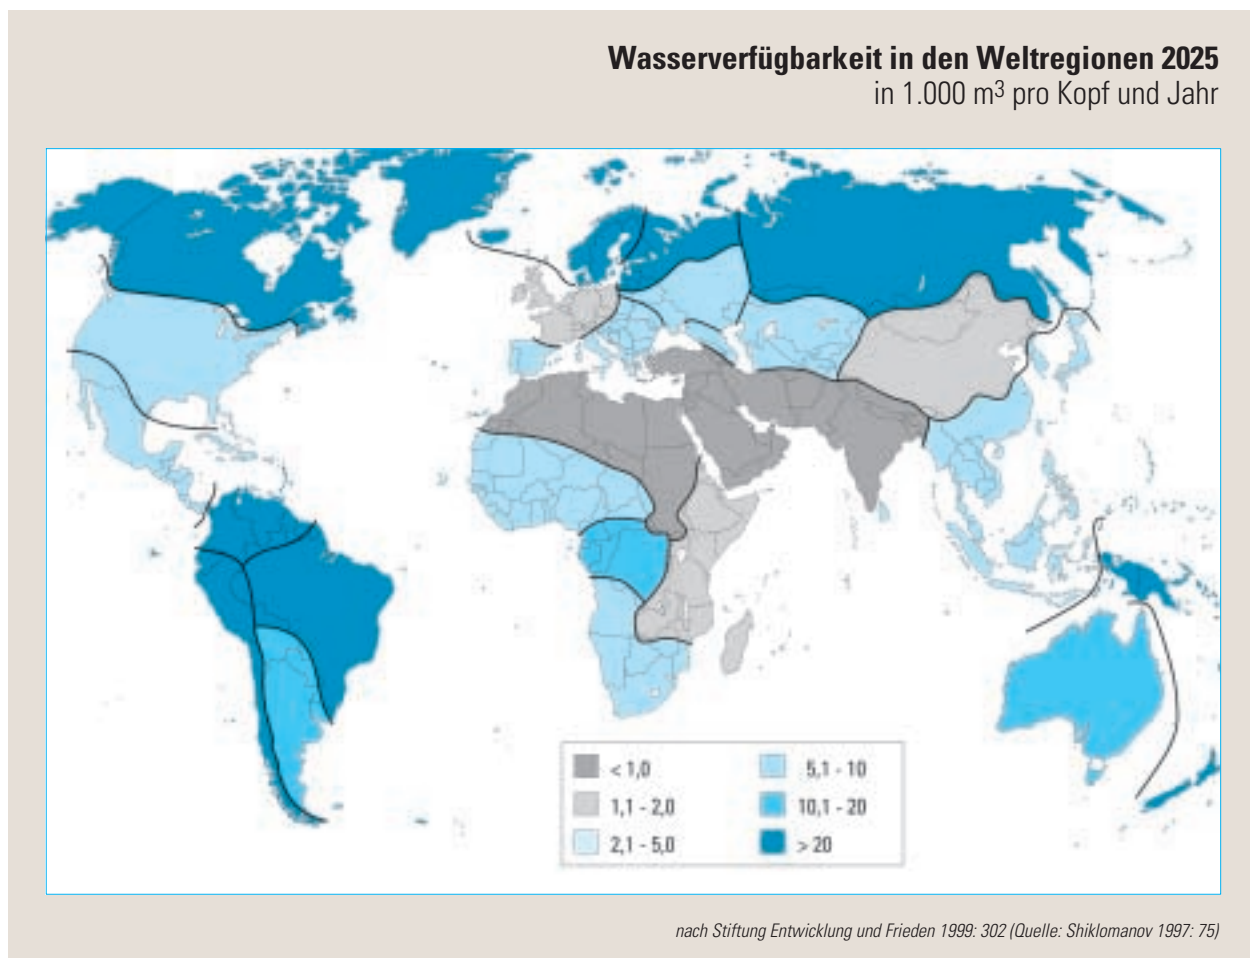 Wasserverfügbarkeit in den Weltregionen 2025
in 1.000 m³ pro Kopf und Jahr
< 1,0
1,1 - 2,0
2,1 - 5,0
5,1 - 10
10,1 - 20
> 20
nach Stiftung Entwicklung und Frieden 1999: 302 (Quelle: Shiklomanov 1997: 75)